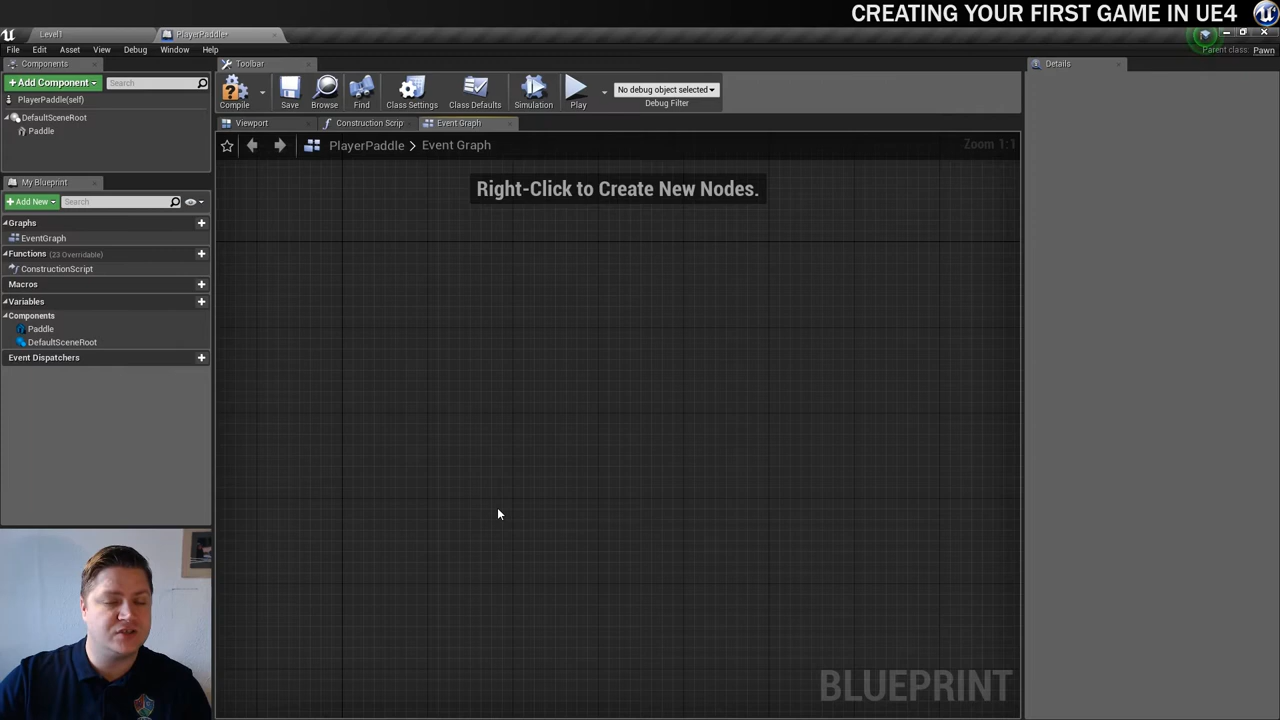 CREATING YOUR FIRST GAME IN UE4
Level1
PlayerPaddle*
File Edit Asset View Debug Window Help
Parent class: Pawn
Components
Toolbar
Details
+Add Component
Search
PlayerPaddle(self)
DefaultSceneRoot
Paddle
Compile
Save
Browse
Find
Class Settings
Class Defaults
Simulation
Play
No debug object selected
Debug Filter
Viewport
Construction Scrip
Event Graph
PlayerPaddle > Event Graph
Zoom 1:1
My Blueprint
+Add New
Search
Graphs
EventGraph
Functions (23 Overridable)
ConstructionScript
Macros
Variables
Components
Paddle
DefaultSceneRoot
Event Dispatchers
Right-Click to Create New Nodes.
BLUEPRINT